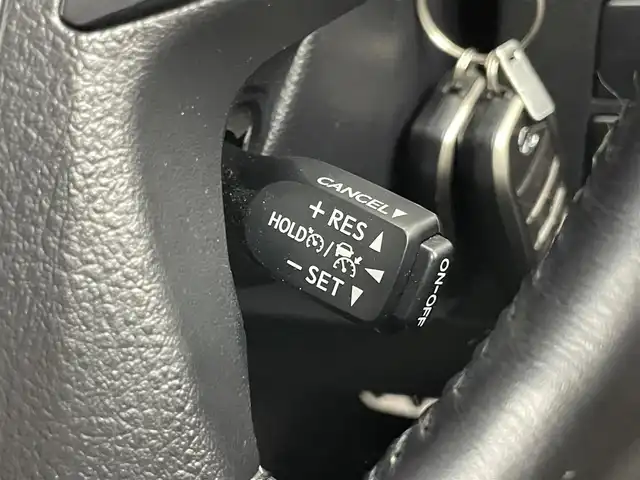 CANCEL
+ RES
HOLD /
− SET
ON-OFF